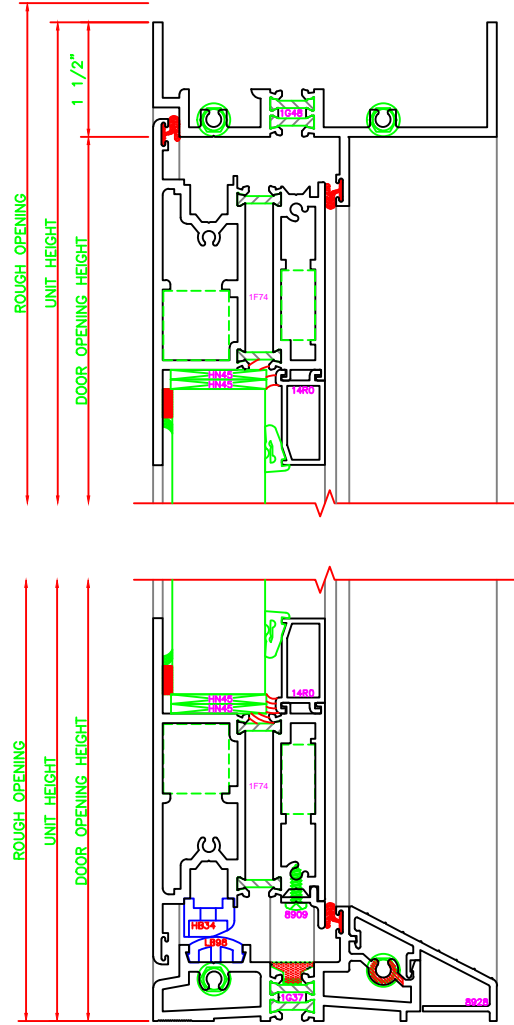 1 1/2"
ROUGH OPENING
UNIT HEIGHT
DOOR OPENING HEIGHT
1G48
1F74
HN45
HN45
14R0
14R0
HN45
HN45
1F74
ROUGH OPENING
UNIT HEIGHT
DOOR OPENING HEIGHT
8909
HB34
LB98
1G37
8928